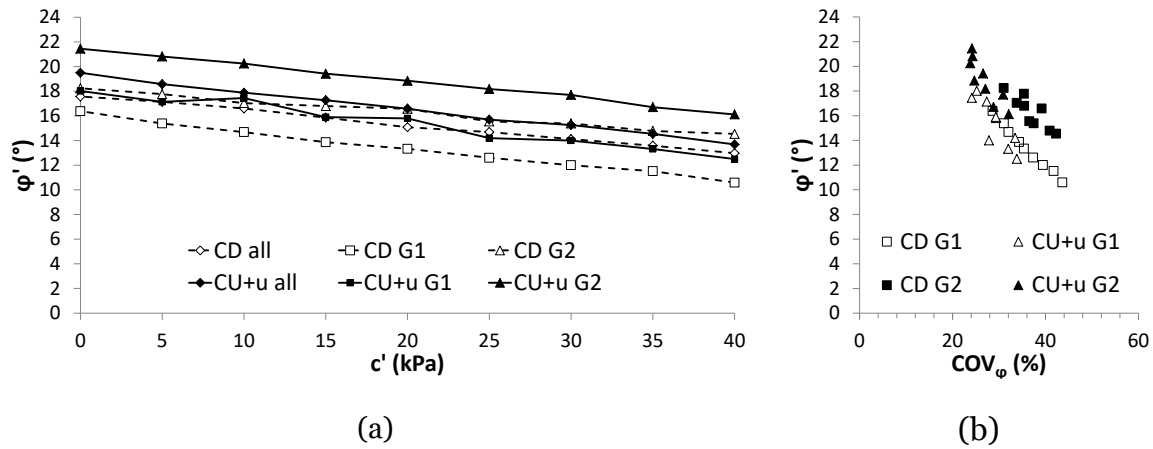 24
22
20
18
16
14
12
10
8
6
4
2
0
φ' (°)
CD all CD G1 CD G2
CU+u all CU+u G1 CU+u G2
0 5 10 15 20 25 30 35 40
c' (kPa)
(a)
24
22
20
18
16
14
12
10
8
6
4
2
0
φ' (°)
CD G1 CU+u G1
CD G2 CU+u G2
0 20 40 60
COVφ (%)
(b)